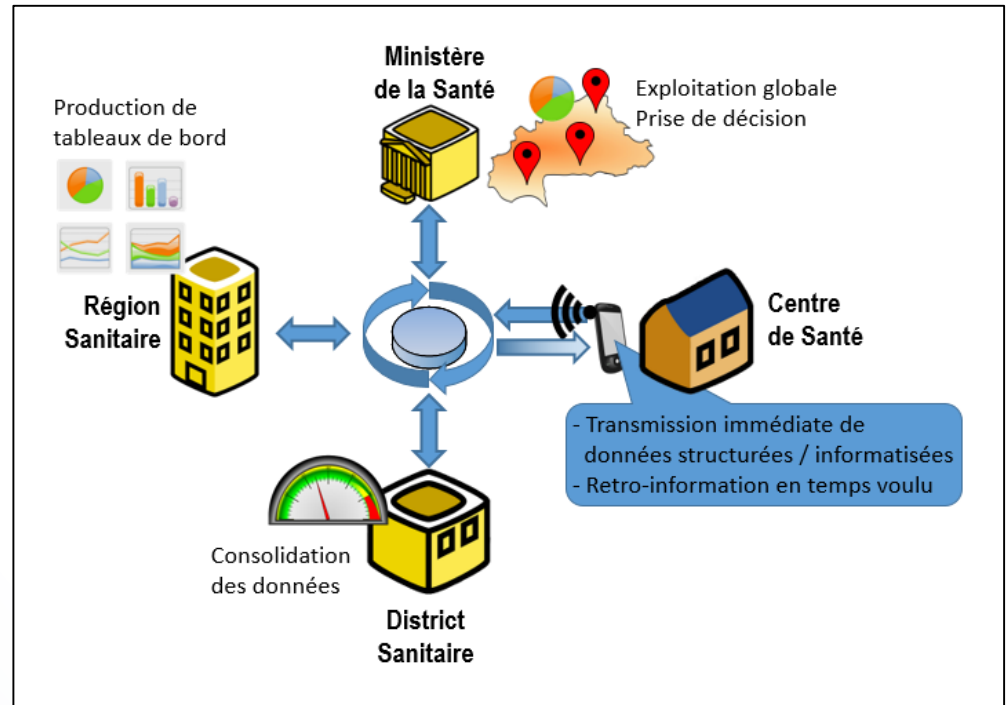 Ministère
de la Santé
Exploitation globale
Prise de décision
Production de
tableaux de bord
Région
Sanitaire
Centre
de Santé
- Transmission immédiate de
données structurées / informatisées
- Retro-information en temps voulu
Consolidation
des données
District
Sanitaire